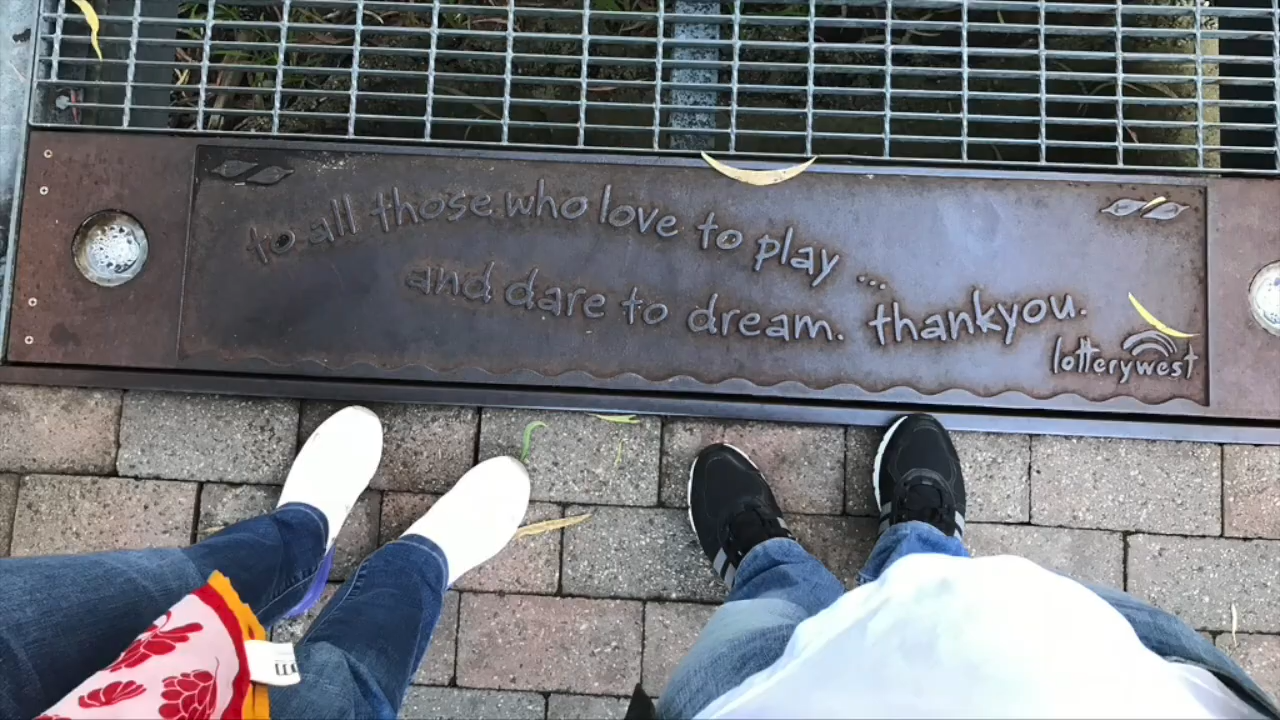 to all those who love to play ...
and dare to dream. thankyou.
lotterywest